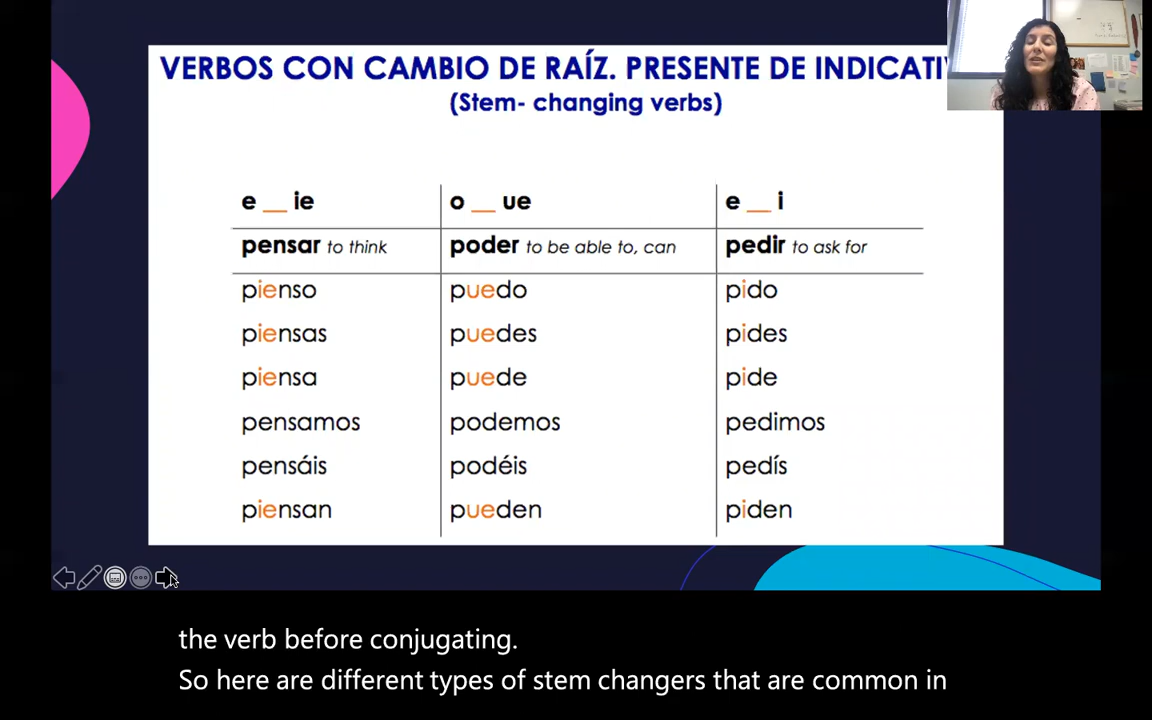 VERBOS CON CAMBIO DE RAÍZ. PRESENTE DE INDICATI
(Stem- changing verbs)
e __ ie o __ ue e __ i
pensar to think poder to be able to, can pedir to ask for
pienso puedo pido
piensas puedes pides
piensa puede pide
pensamos podemos pedimos
pensáis podéis pedís
piensan pueden piden
the verb before conjugating.
So here are different types of stem changers that are common in